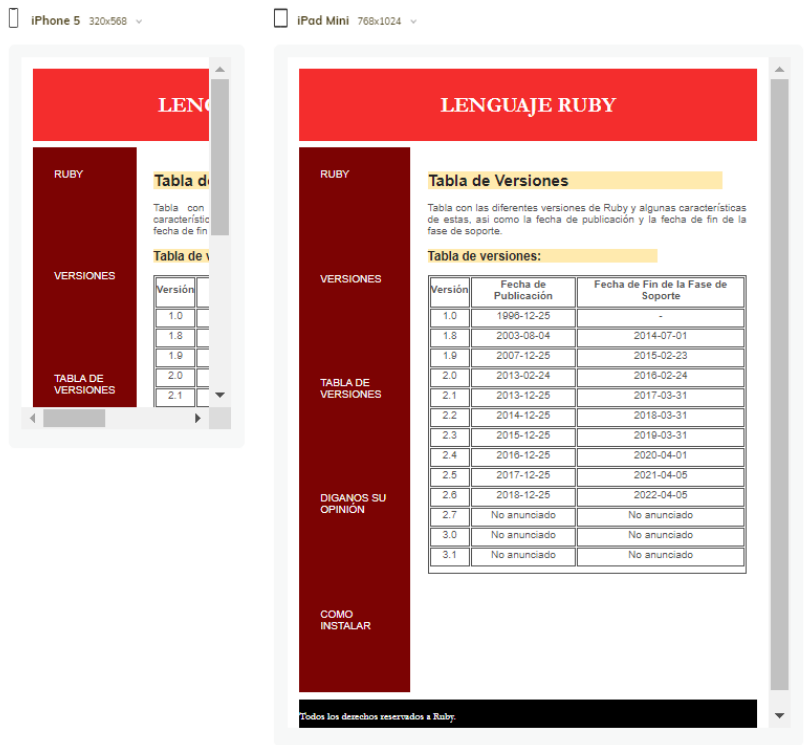 iPhone 5 320x568
iPad Mini 768x1024
LENG
RUBY
VERSIONES
TABLA DE
VERSIONES
Tabla de
Tabla con
característic
fecha de fin
Tabla de v
Versión
1.0
1.8
1.9
2.0
2.1
LENGUAJE RUBY
RUBY
VERSIONES
TABLA DE
VERSIONES
DIGANOS SU
OPINIÓN
COMO
INSTALAR
Tabla de Versiones
Tabla con las diferentes versiones de Ruby y algunas características
de estas, asi como la fecha de publicación y la fecha de fin de la
fase de soporte.
Tabla de versiones:
Versión Fecha de Publicación Fecha de Fin de la Fase de Soporte
1.0 1996-12-25 -
1.8 2003-08-04 2014-07-01
1.9 2007-12-25 2015-02-23
2.0 2013-02-24 2016-02-24
2.1 2013-12-25 2017-03-31
2.2 2014-12-25 2018-03-31
2.3 2015-12-25 2019-03-31
2.4 2016-12-25 2020-04-01
2.5 2017-12-25 2021-04-05
2.6 2018-12-25 2022-04-05
2.7 No anunciado No anunciado
3.0 No anunciado No anunciado
3.1 No anunciado No anunciado
Todos los derechos reservados a Ruby.